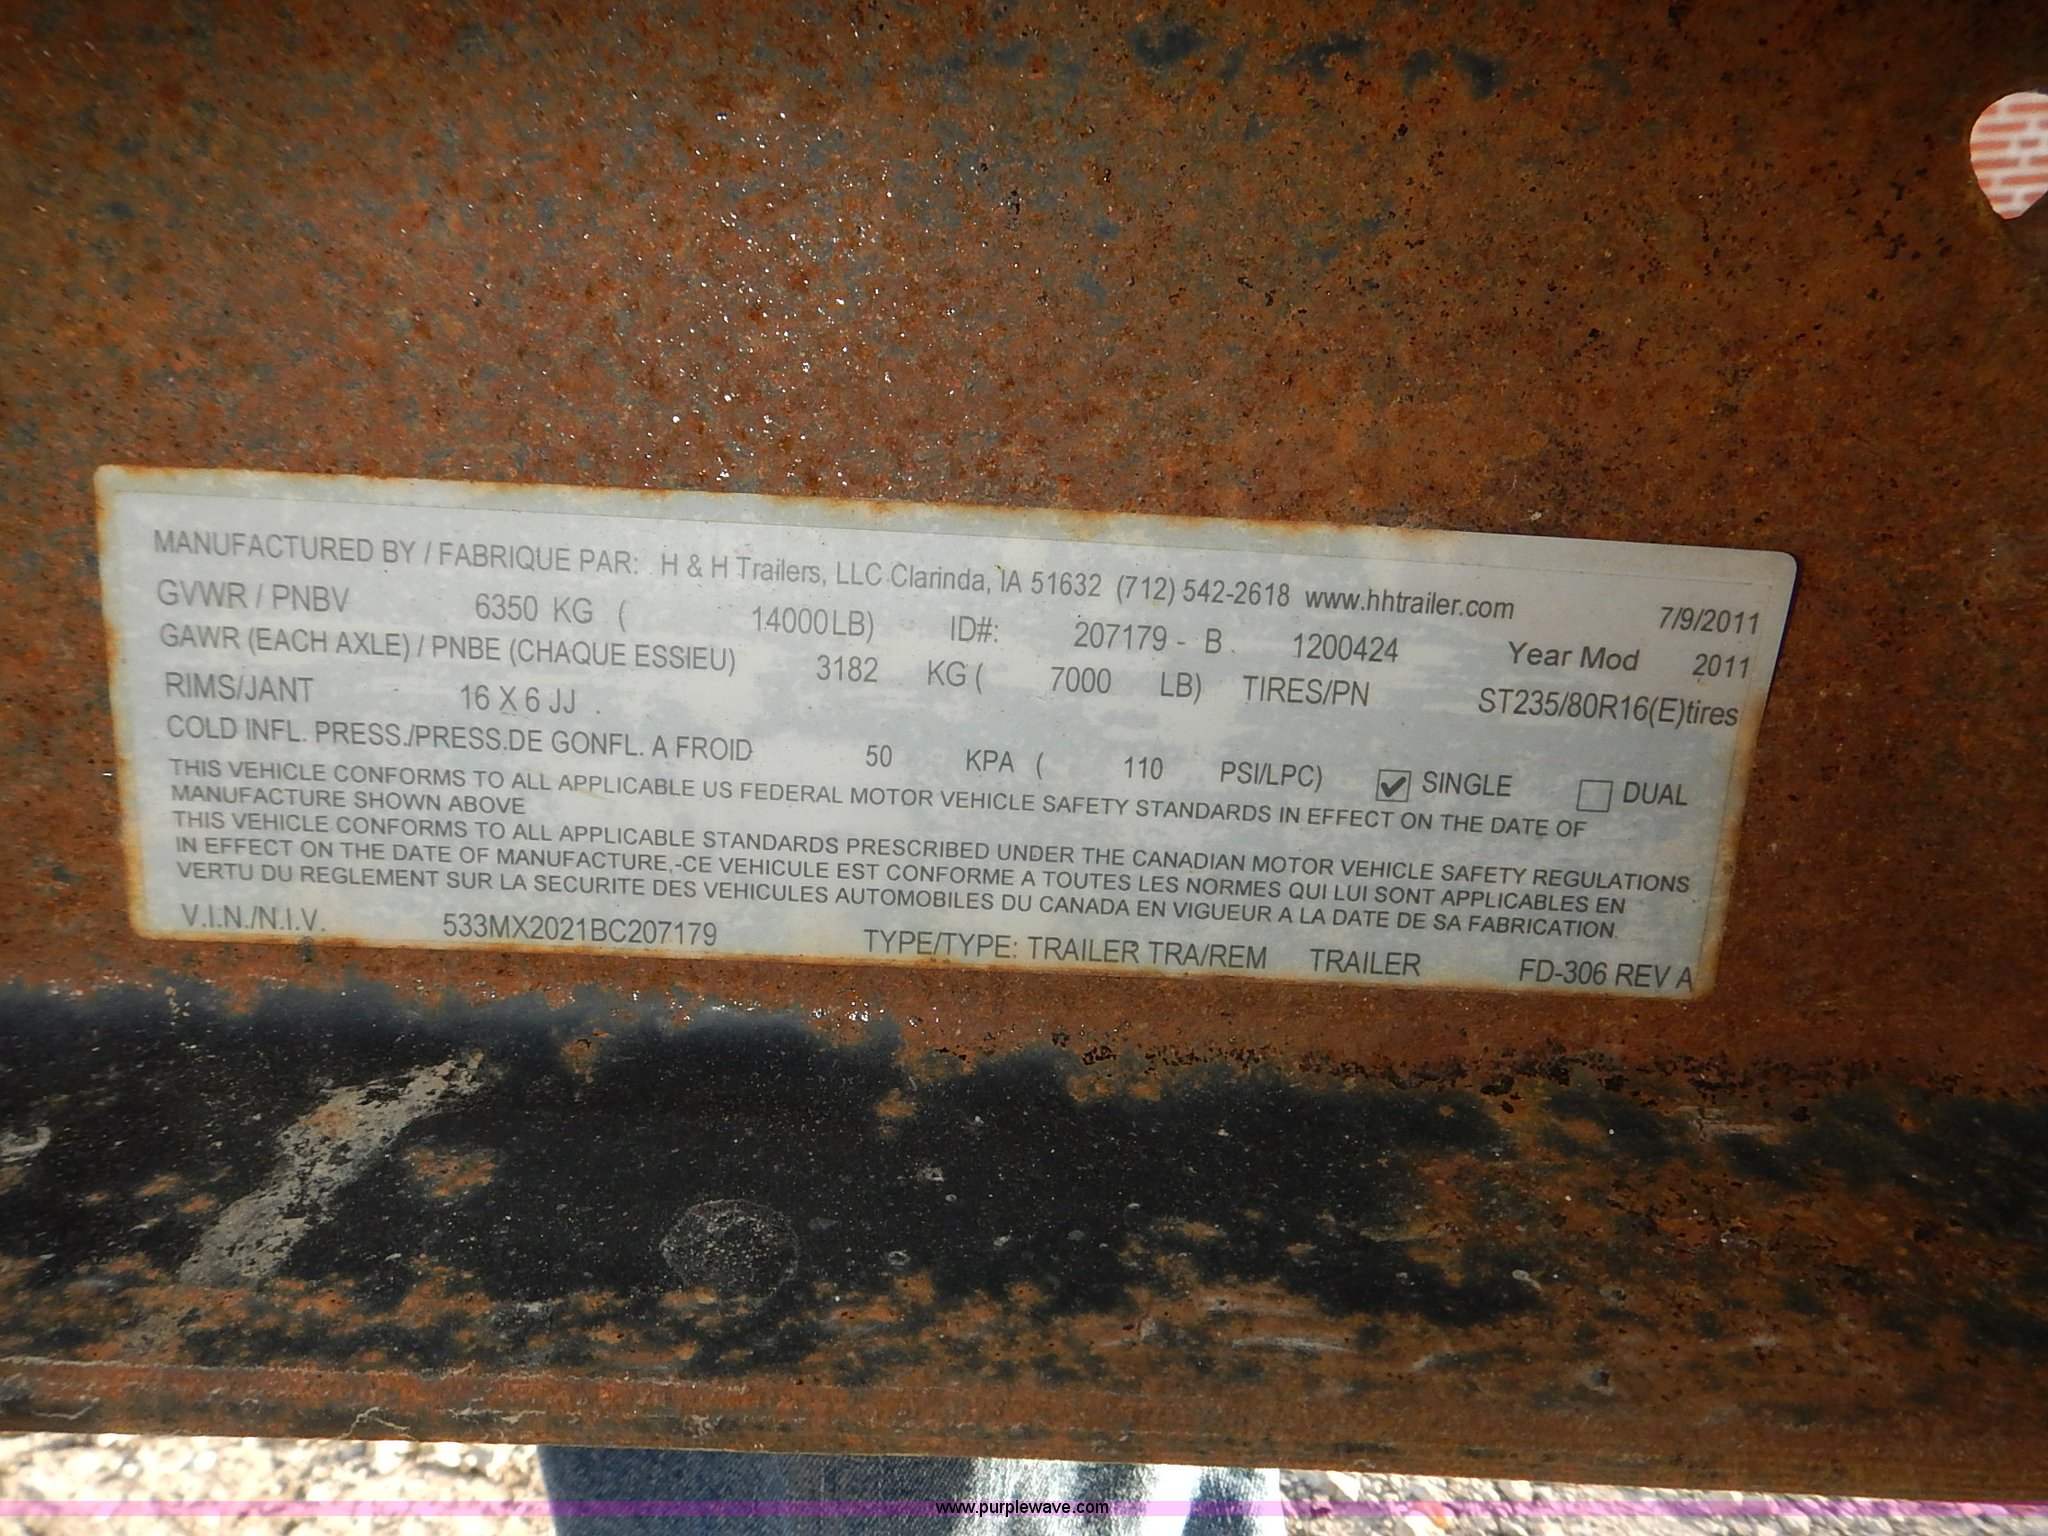 MANUFACTURED BY / FABRIQUE PAR: H & H Trailers, LLC Clarinda, IA 51632 (712) 542-2618 www.hhtrailer.com 7/9/2011
GVWR / PNBV 6350 KG ( 14000LB) ID#: 207179 - B 1200424 Year Mod 2011
GAWR (EACH AXLE) / PNBE (CHAQUE ESSIEU) 3182 KG ( 7000 LB) TIRES/PN ST235/80R16(E)tires
RIMS/JANT 16 X 6 JJ
COLD INFL. PRESS./PRESS.DE GONFL. A FROID 50 KPA ( 110 PSI/LPC) SINGLE DUAL
THIS VEHICLE CONFORMS TO ALL APPLICABLE US FEDERAL MOTOR VEHICLE SAFETY STANDARDS IN EFFECT ON THE DATE OF
MANUFACTURE SHOWN ABOVE
THIS VEHICLE CONFORMS TO ALL APPLICABLE STANDARDS PRESCRIBED UNDER THE CANADIAN MOTOR VEHICLE SAFETY REGULATIONS
IN EFFECT ON THE DATE OF MANUFACTURE,-CE VEHICULE EST CONFORME A TOUTES LES NORMES QUI LUI SONT APPLICABLES EN
VERTU DU REGLEMENT SUR LA SECURITE DES VEHICULES AUTOMOBILES DU CANADA EN VIGUEUR A LA DATE DE SA FABRICATION.
V.I.N./N.I.V. 533MX2021BC207179 TYPE/TYPE: TRAILER TRA/REM TRAILER FD-306 REV A
www.purplewave.com